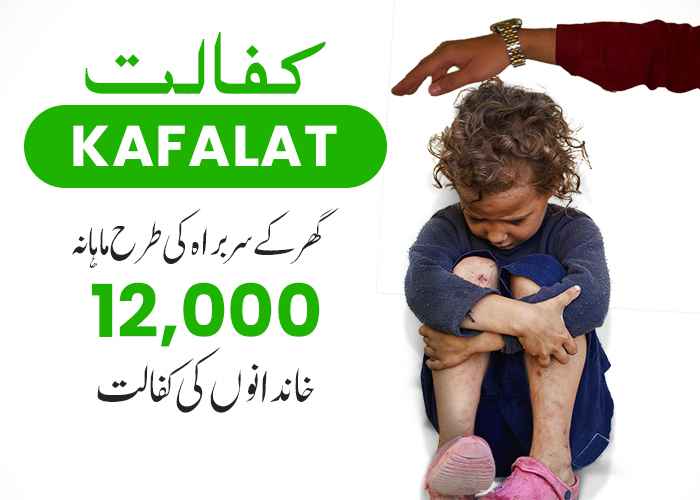 کفالت
KAFALAT
گھر کے سربراہ کی طرح ماہانہ
12,000
خاندانوں کی کفالت